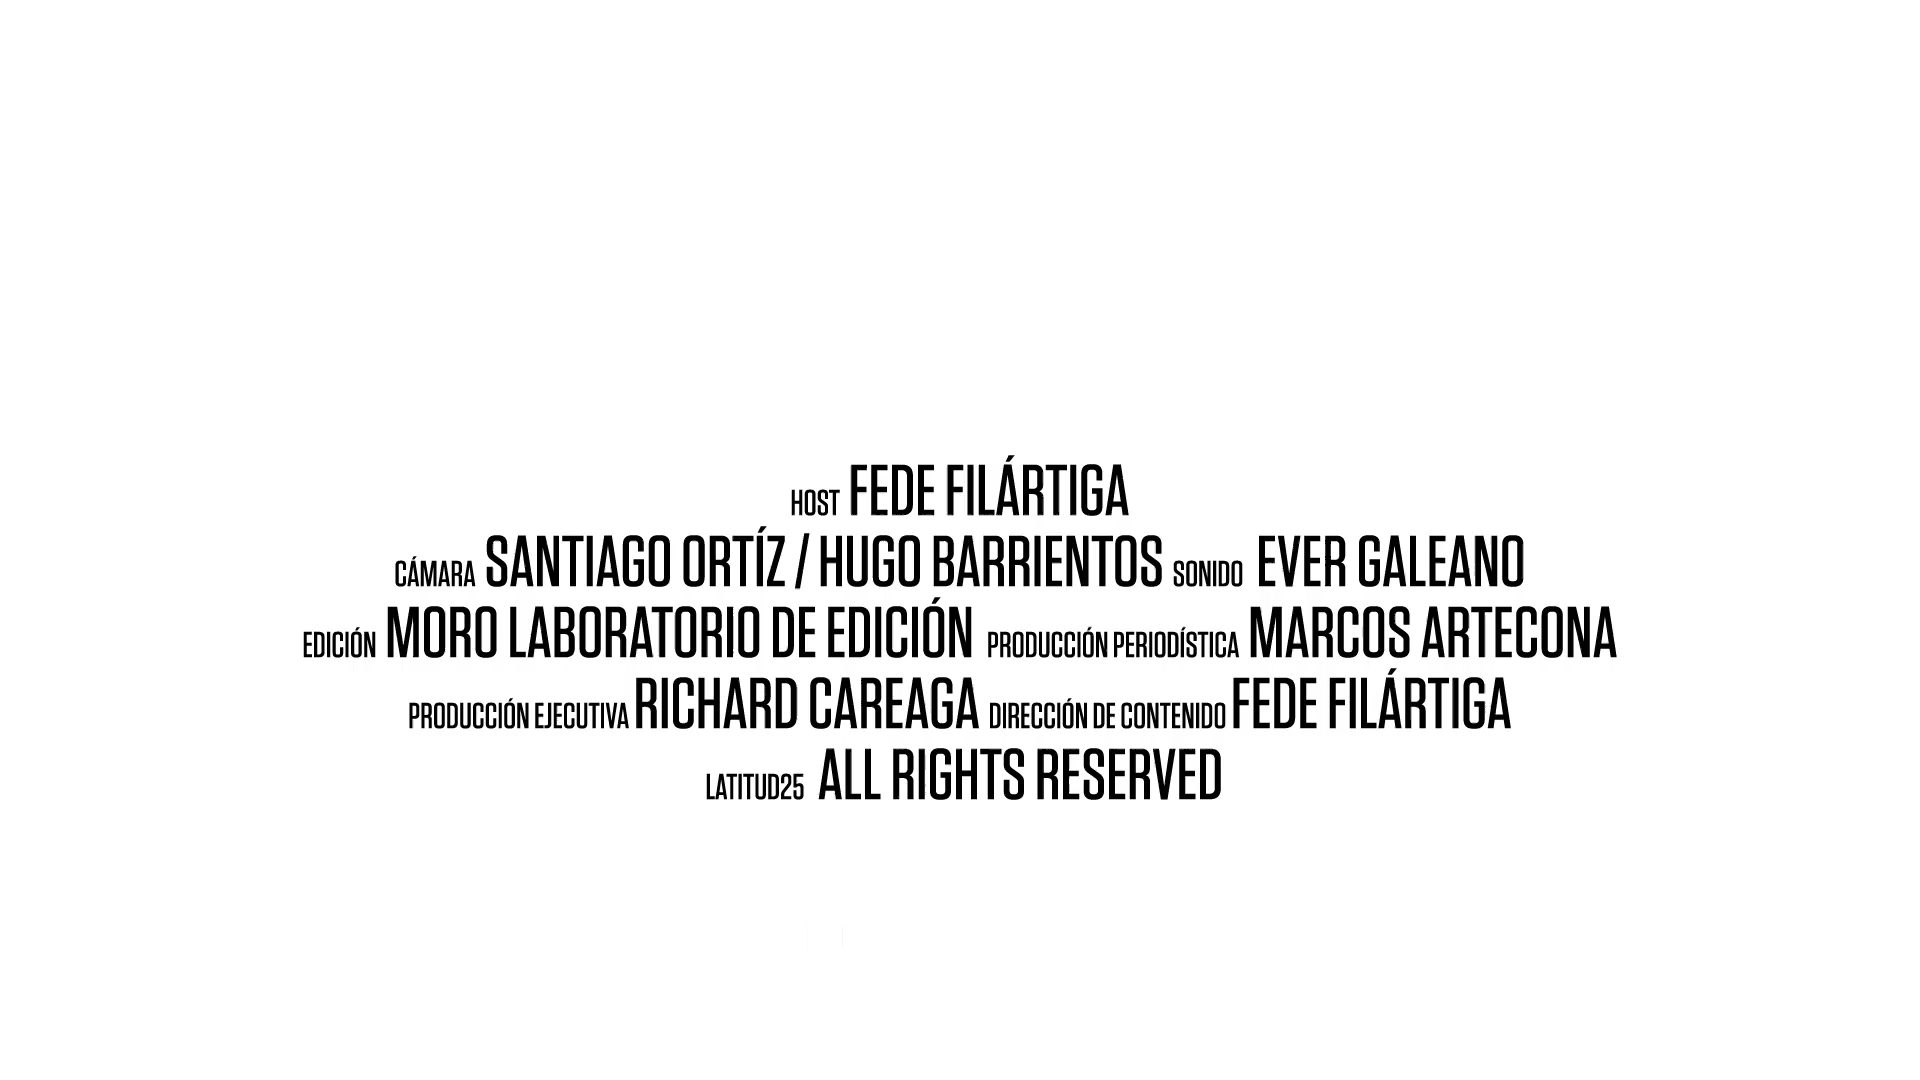 HOST FEDE FILÁRTIGA
CÁMARA SANTIAGO ORTÍZ / HUGO BARRIENTOS SONIDO EVER GALEANO
EDICIÓN MORO LABORATORIO DE EDICIÓN PRODUCCIÓN PERIODÍSTICA MARCOS ARTECONA
PRODUCCIÓN EJECUTIVA RICHARD CAREAGA DIRECCIÓN DE CONTENIDO FEDE FILÁRTIGA
LATITUD25 ALL RIGHTS RESERVED